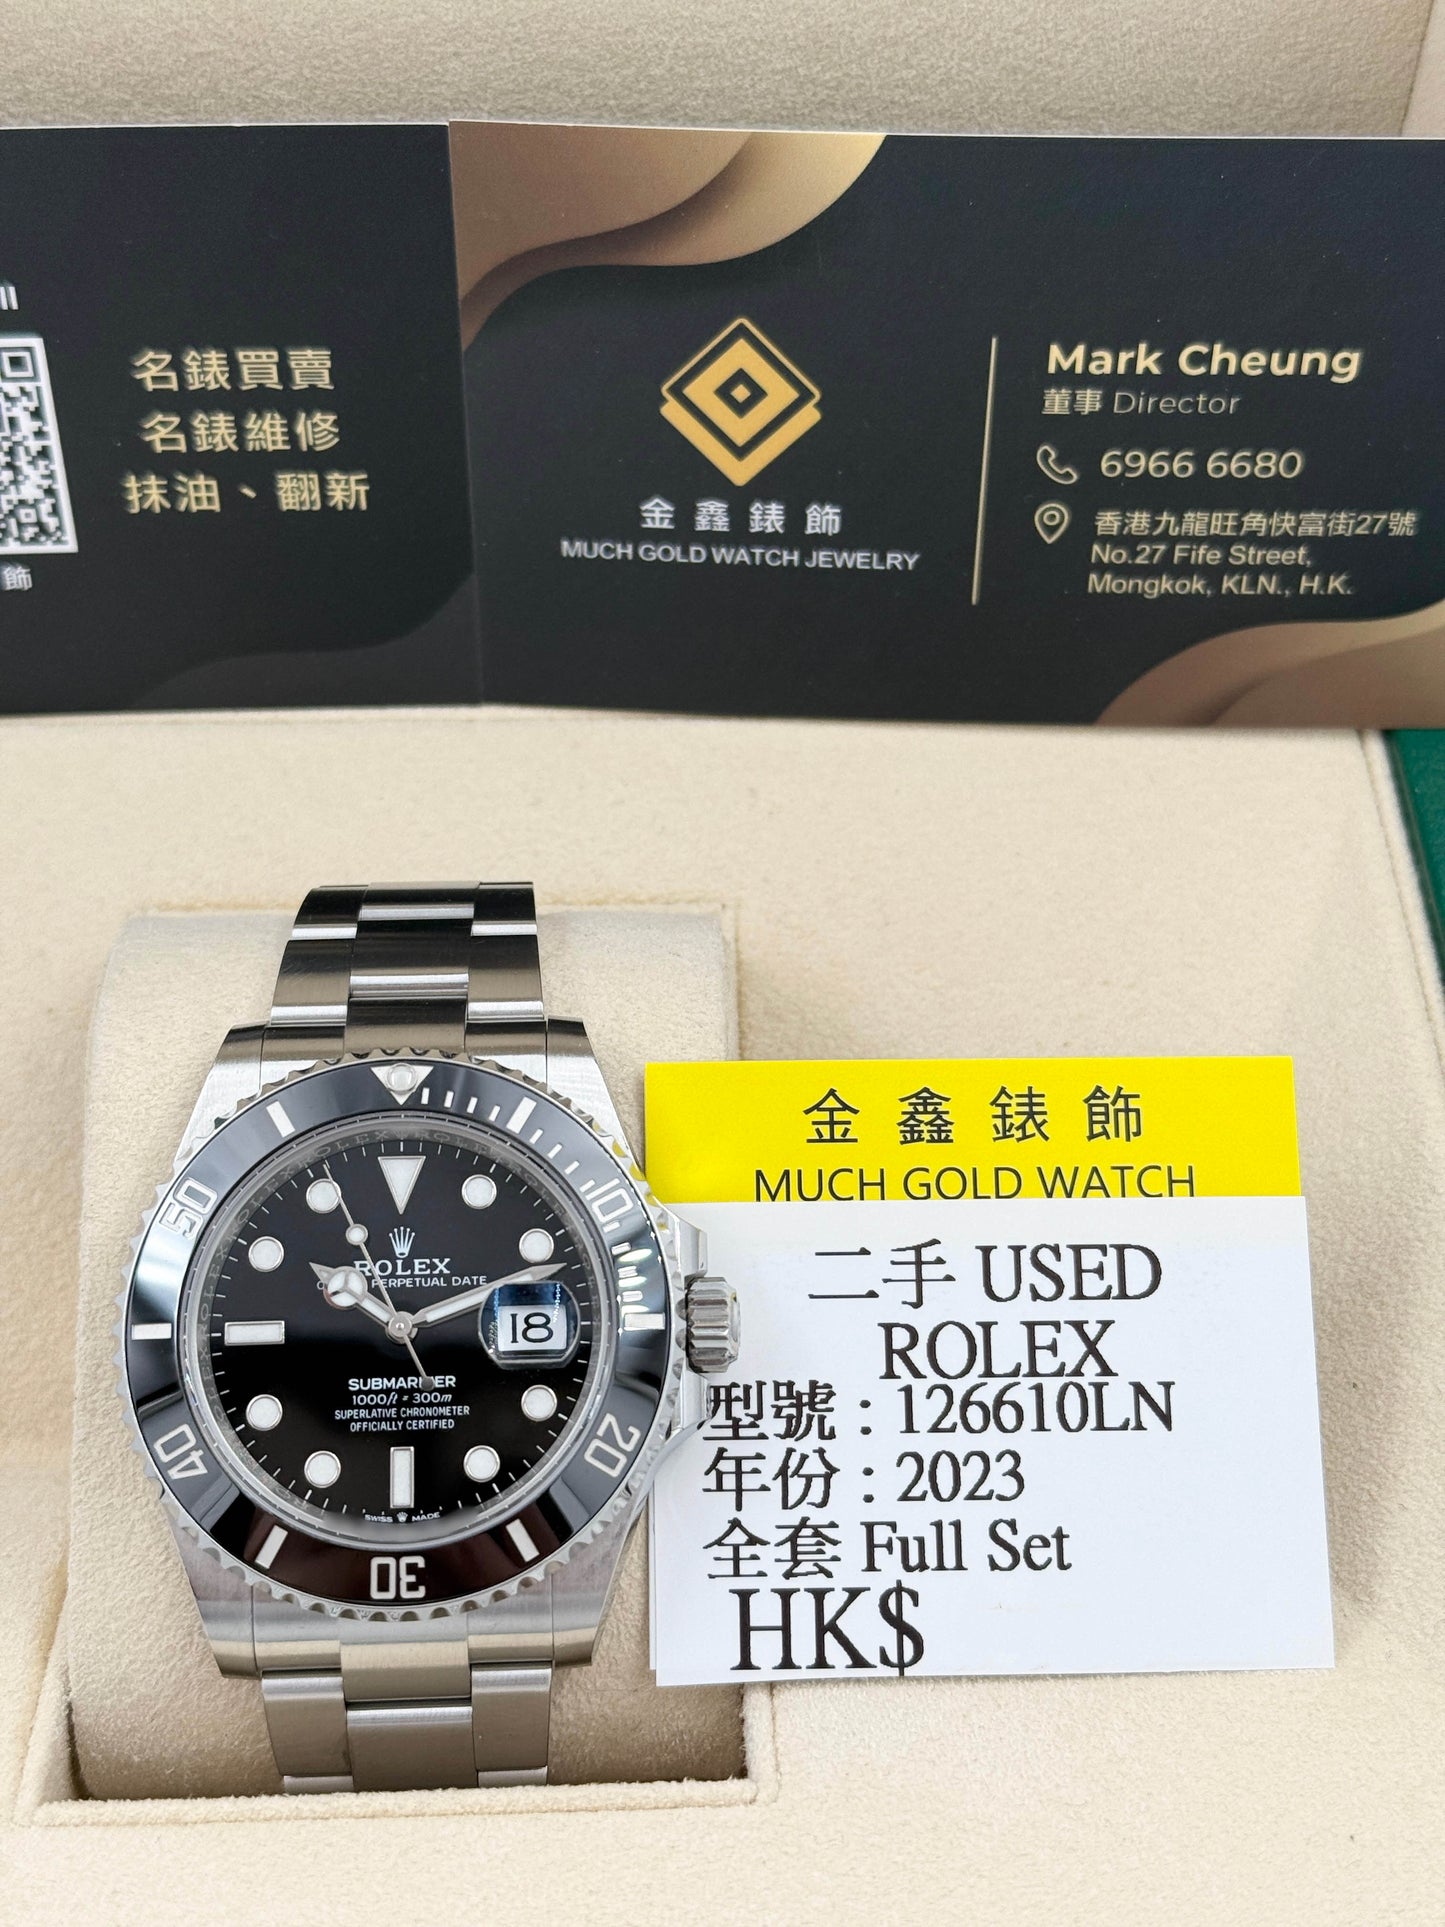 名錶買賣
名錶維修
抹油、翻新
飾
金鑫錶飾
MUCH GOLD WATCH JEWELRY
Mark Cheung
董事 Director
6966 6680
香港九龍旺角快富街27號
No.27 Fife Street,
Mongkok, KLN., H.K.
金鑫錶飾
MUCH GOLD WATCH
二手 USED
ROLEX
型號 : 126610LN
年份 : 2023
全套 Full Set
HK$
10
20
30
40
50
ROLEX
PERPETUAL DATE
18
SUBMARINER
1000ft = 300m
SUPERLATIVE CHRONOMETER
OFFICIALLY CERTIFIED
SWISS MADE